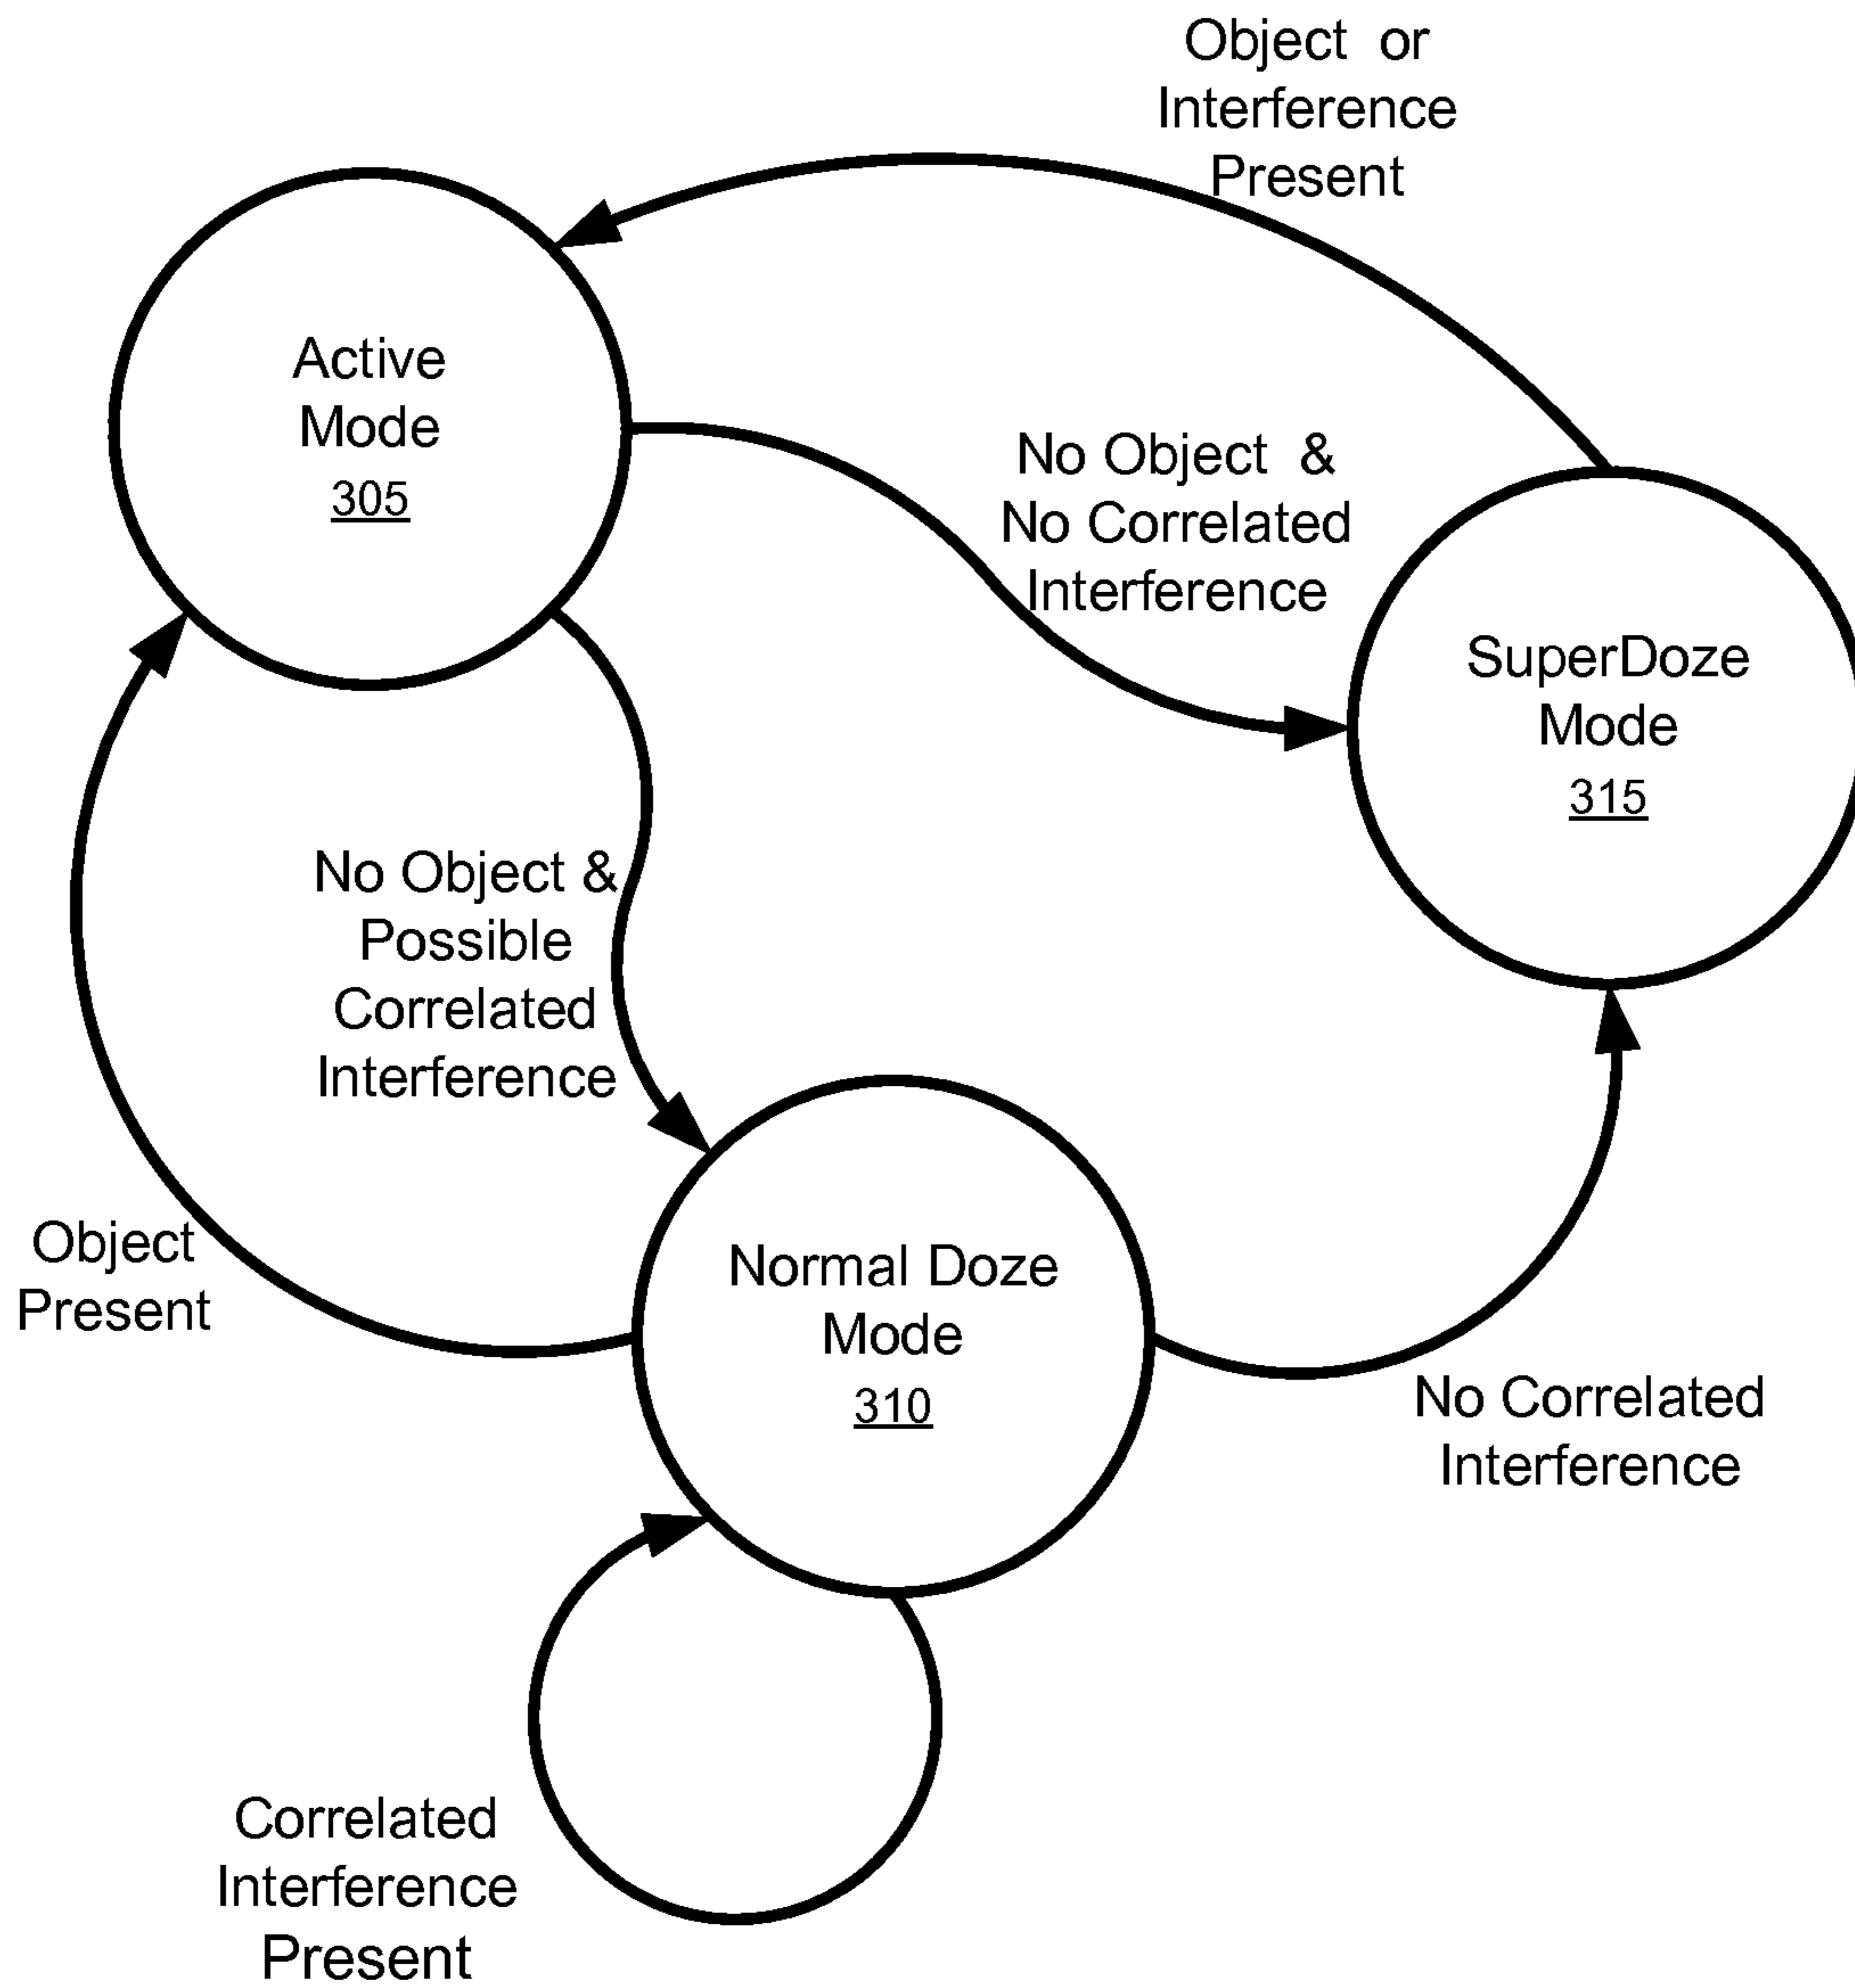 Object or
Interference
Present
Active
Mode
305
No Object &
No Correlated
Interference
SuperDoze
Mode
315
No Object &
Possible
Correlated
Interference
Object
Present
Normal Doze
Mode
310
No Correlated
Interference
Correlated
Interference
Present